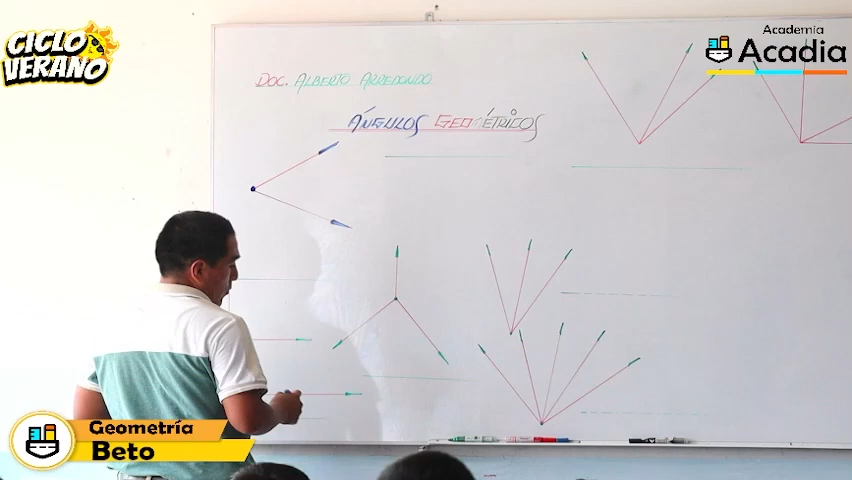 CICLO
VERANO
Academia
Acadia
DOC. ALBERTO ARREDONDO
ÁNGULOS GEOMÉTRICOS
Geometría
Beto